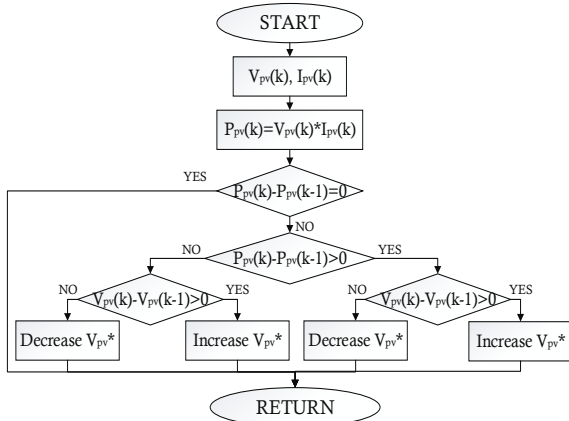 START
Vpv(k), Ipv(k)
Ppv(k)=Vpv(k)*Ipv(k)
YES
Ppv(k)-Ppv(k-1)=0
NO
NO
Ppv(k)-Ppv(k-1)>0
YES
NO
Vpv(k)-Vpv(k-1)>0
YES
NO
Vpv(k)-Vpv(k-1)>0
YES
Decrease Vpv*
Increase Vpv*
Decrease Vpv*
Increase Vpv*
RETURN